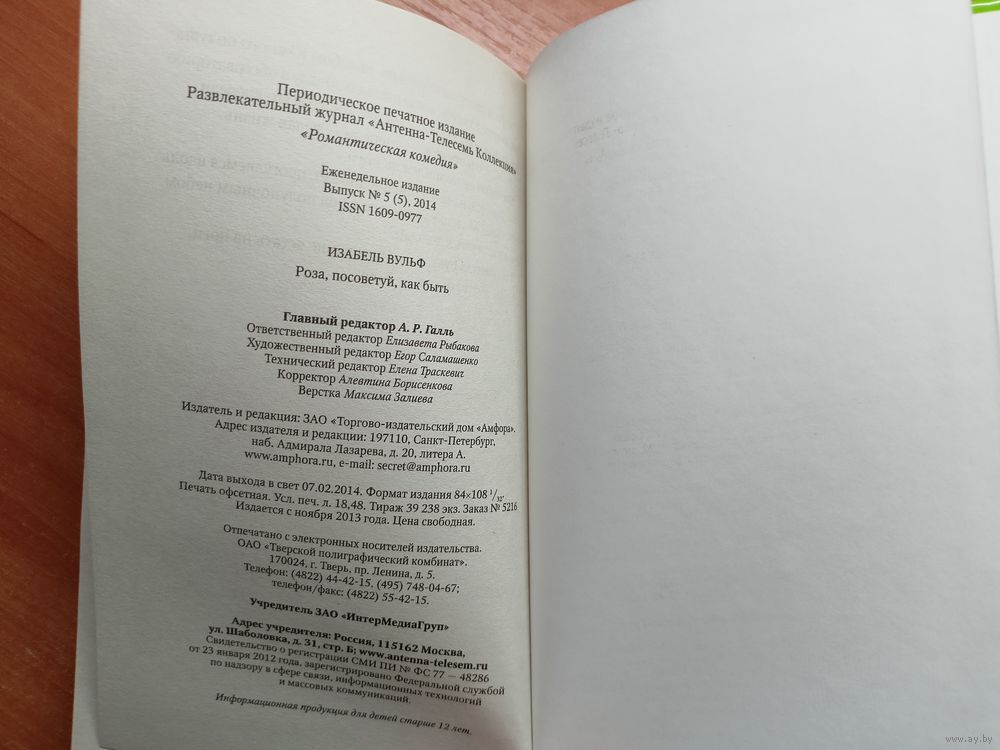 Периодическое печатное издание
Развлекательный журнал «Антенна-Телесемь Коллекция»
«Романтическая комедия»
Еженедельное издание
Выпуск № 5 (5), 2014
ISSN 1609-0977
ИЗАБЕЛЬ ВУЛЬФ
Роза, посоветуй, как быть
Главный редактор А. Р. Галль
Ответственный редактор Елизавета Рыбакова
Художественный редактор Егор Саламашенко
Технический редактор Елена Траскевич
Корректор Алевтина Борисенкова
Верстка Максима Залиева
Издатель и редакция: ЗАО «Торгово-издательский дом «Амфора».
Адрес издателя и редакции: 197110, Санкт-Петербург,
наб. Адмирала Лазарева, д. 20, литера А.
www.amphora.ru, e-mail: secret@amphora.ru
Дата выхода в свет 07.02.2014. Формат издания 84×108 1/32.
Печать офсетная. Усл. печ. л. 18,48. Тираж 39 238 экз. Заказ № 5216
Издается с ноября 2013 года. Цена свободная.
Отпечатано с электронных носителей издательства.
ОАО «Тверской полиграфический комбинат».
170024, г. Тверь, пр. Ленина, д. 5.
Телефон: (4822) 44-42-15, (495) 748-04-67;
телефон/факс: (4822) 55-42-15.
Учредитель ЗАО «ИнтерМедиаГруп»
Адрес учредителя: Россия, 115162 Москва,
ул. Шаболовка, д. 31, стр. Б; www.antenna-telesem.ru
Свидетельство о регистрации СМИ ПИ № ФС 77 — 48286
от 23 января 2012 года, зарегистрировано Федеральной службой
по надзору в сфере связи, информационных технологий
и массовых коммуникаций.
Информационная продукция для детей старше 12 лет.
www.ay.by